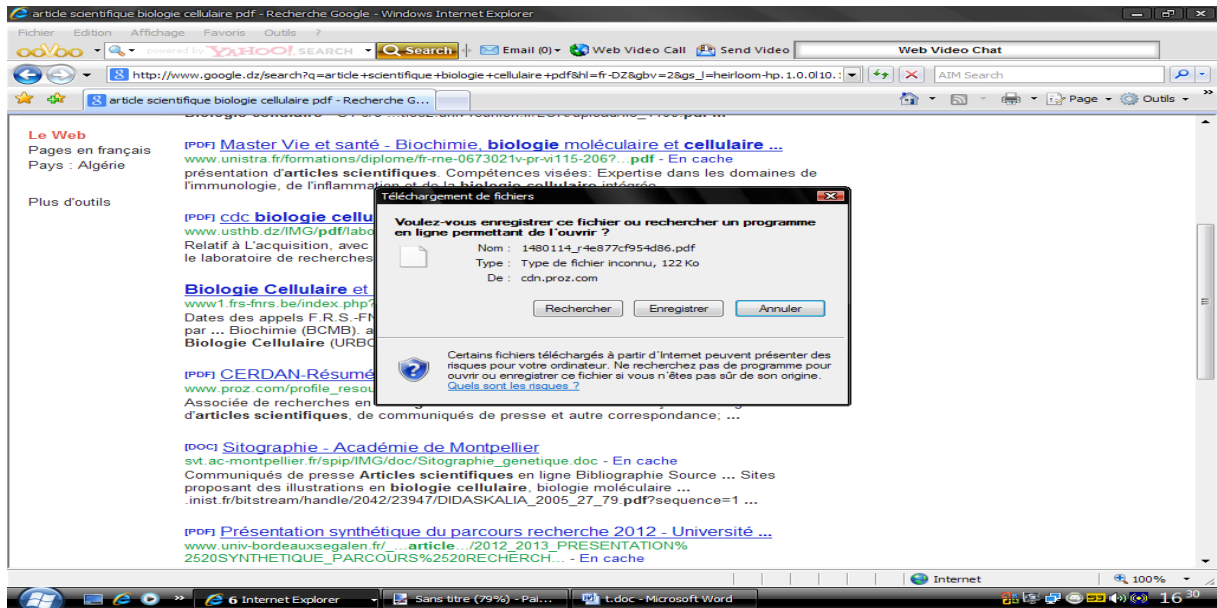 article scientifique biologie cellulaire pdf - Recherche Google - Windows Internet Explorer
Fichier Edition Affichage Favoris Outils ?
ooVoo powered by YAHOO! SEARCH Search Email (0) Web Video Call Send Video Web Video Chat
http://www.google.dz/search?q=article+scientifique+biologie+cellulaire+pdf&hl=fr-DZ&gbv=2&gs_l=heirloom-hp.1.0.0l10. AIM Search
article scientifique biologie cellulaire pdf - Recherche G... Page Outils
Le Web
Pages en français
Pays : Algérie
Plus d'outils
[PDF] Master Vie et santé - Biochimie, biologie moléculaire et cellulaire ...
www.unistra.fr/formations/diplome/fr-rne-0673021v-pr-vi115-206?...pdf - En cache
présentation d'articles scientifiques. Compétences visées: Expertise dans les domaines de
l'immunologie, de l'inflammation et de la biologie cellulaire intégrée
[PDF] cdc biologie cellu
www.usthb.dz/IMG/pdf/labo
Relatif à L'acquisition, avec
le laboratoire de recherches
Biologie Cellulaire et
www1.frs-fnrs.be/index.php?
Dates des appels F.R.S.-FN
par ... Biochimie (BCMB). a
Biologie Cellulaire (URBC
[PDF] CERDAN-Résumé
www.proz.com/profile_resou
Associée de recherches en
d'articles scientifiques, de communiqués de presse et autre correspondance; ...
[DOC] Sitographie - Académie de Montpellier
svt.ac-montpellier.fr/spip/IMG/doc/Sitographie_genetique.doc - En cache
Communiqués de presse Articles scientifiques en ligne Bibliographie Source ... Sites
proposant des illustrations en biologie cellulaire, biologie moléculaire ...
.inist.fr/bitstream/handle/2042/23947/DIDASKALIA_2005_27_79.pdf?sequence=1 ...
[PDF] Présentation synthétique du parcours recherche 2012 - Université ...
www.univ-bordeauxsegalen.fr/_...article.../2012_2013_PRESENTATION%
2520SYNTHETIQUE_PARCOURS%2520RECHERCH... - En cache
Téléchargement de fichiers
Voulez-vous enregistrer ce fichier ou rechercher un programme
en ligne permettant de l'ouvrir ?
Nom : 1480114_r4e877cf954d86.pdf
Type : Type de fichier inconnu, 122 Ko
De : cdn.proz.com
Rechercher Enregistrer Annuler
Certains fichiers téléchargés à partir d'Internet peuvent présenter des
risques pour votre ordinateur. Ne recherchez pas de programme pour
ouvrir ou enregistrer ce fichier si vous n'êtes pas sûr de son origine.
Quels sont les risques ?
Internet 100%
6 Internet Explorer Sans titre (79%) - Pai... t.doc - Microsoft Word 16 30